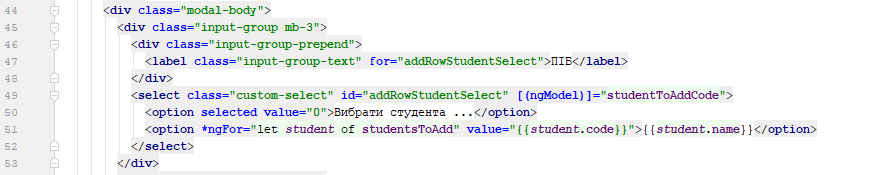 44 <div class="modal-body">
45 <div class="input-group mb-3">
46 <div class="input-group-prepend">
47 <label class="input-group-text" for="addRowStudentSelect">ПІБ</label>
48 </div>
49 <select class="custom-select" id="addRowStudentSelect" [(ngModel)]="studentToAddCode">
50 <option selected value="0">Вибрати студента ...</option>
51 <option *ngFor="let student of studentsToAdd" value="{{student.code}}">{{student.name}}</option>
52 </select>
53 </div>